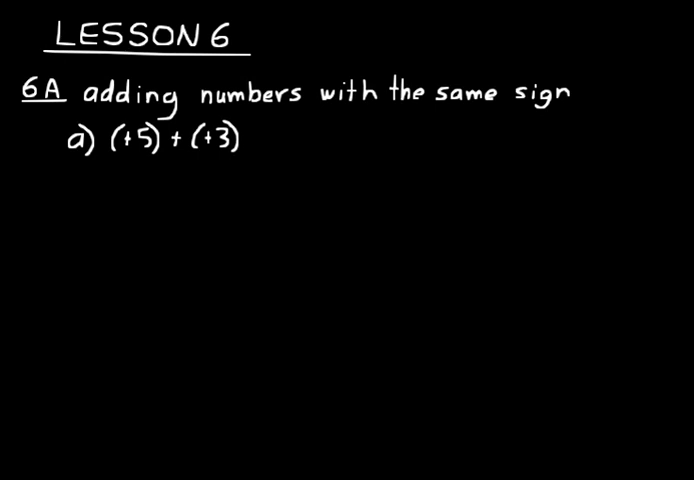 LESSON 6
6A adding numbers with the same sign
a) (+5) + (+3)